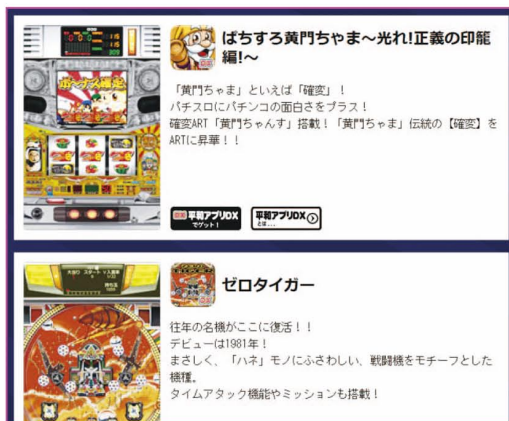 ぱちすろ黄門ちゃま〜光れ!正義の印籠
編!〜
「黄門ちゃま」といえば「確変」！
パチスロにパチンコの面白さをプラス！
確変ART「黄門ちゃんす」搭載！「黄門ちゃま」伝統の【確変】を
ARTに昇華！！
平和アプリDX
でゲット！
平和アプリDX
とは...
ゼロタイガー
往年の名機がここに復活！！
デビューは1981年！
まさしく、「ハネ」モノにふさわしい、戦闘機をモチーフとした
機種。
タイムアタック機能やミッションも搭載！